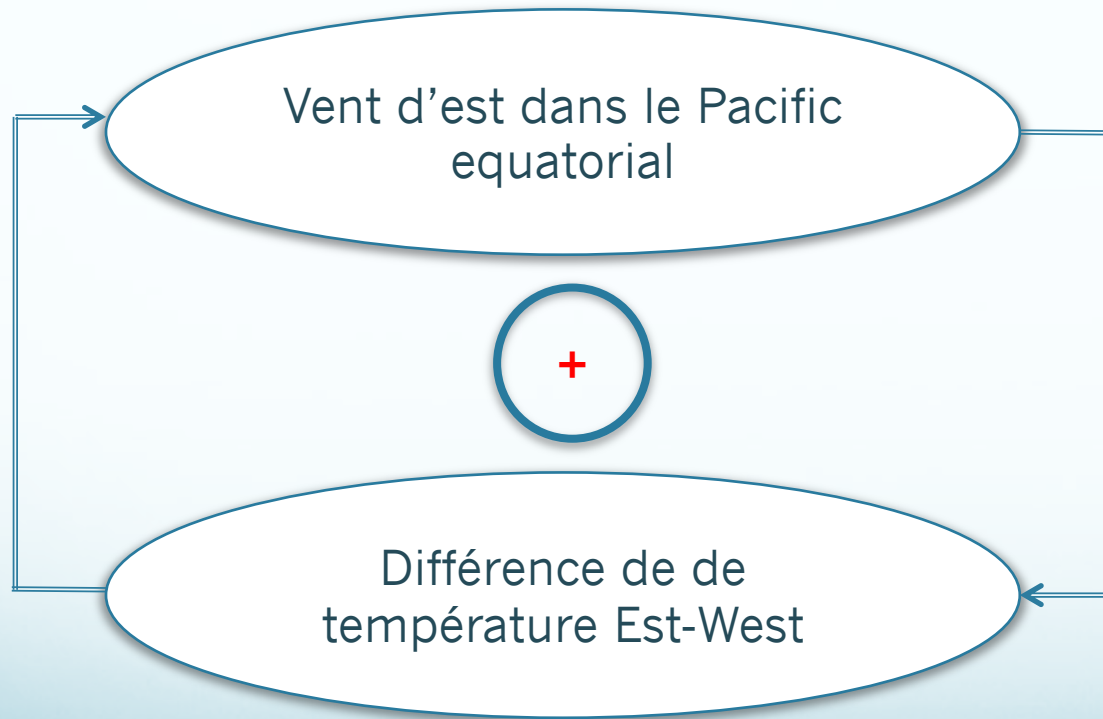 Vent d’est dans le Pacific
equatorial
+
Différence de de
température Est-West